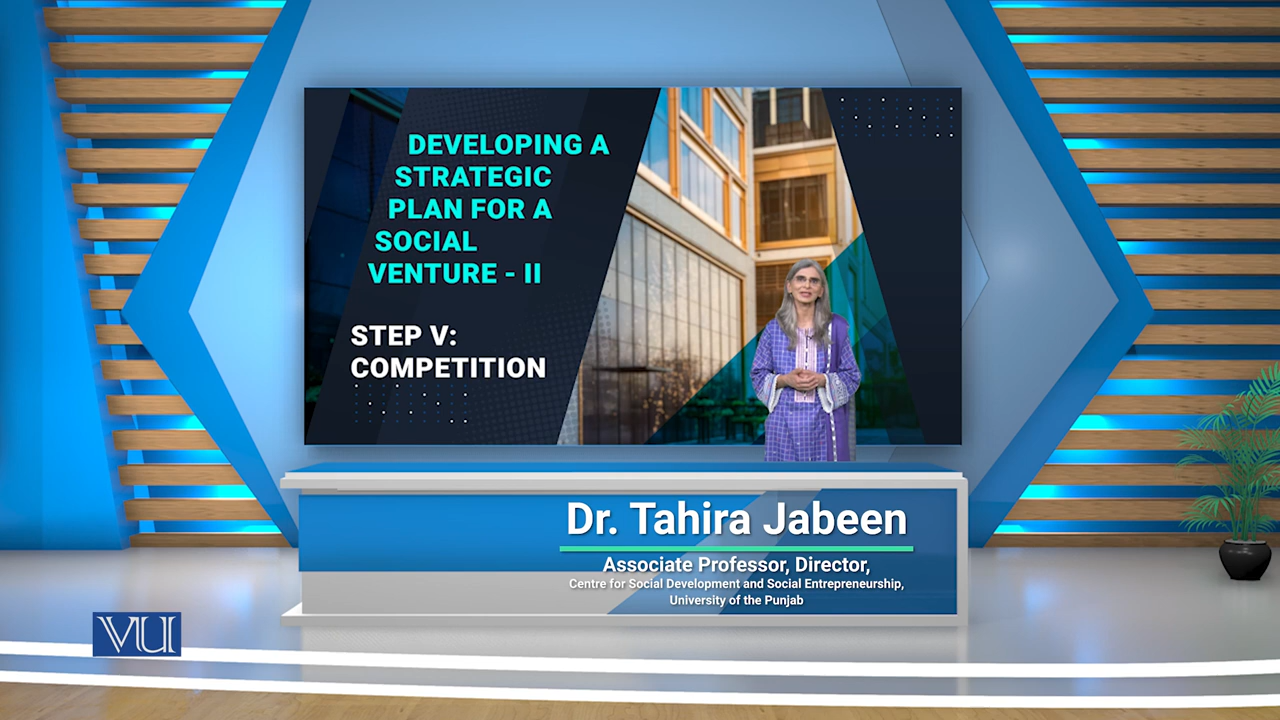 DEVELOPING A
STRATEGIC
PLAN FOR A
SOCIAL
VENTURE - II
STEP V:
COMPETITION
Dr. Tahira Jabeen
Associate Professor, Director,
Centre for Social Development and Social Entrepreneurship,
University of the Punjab
VU